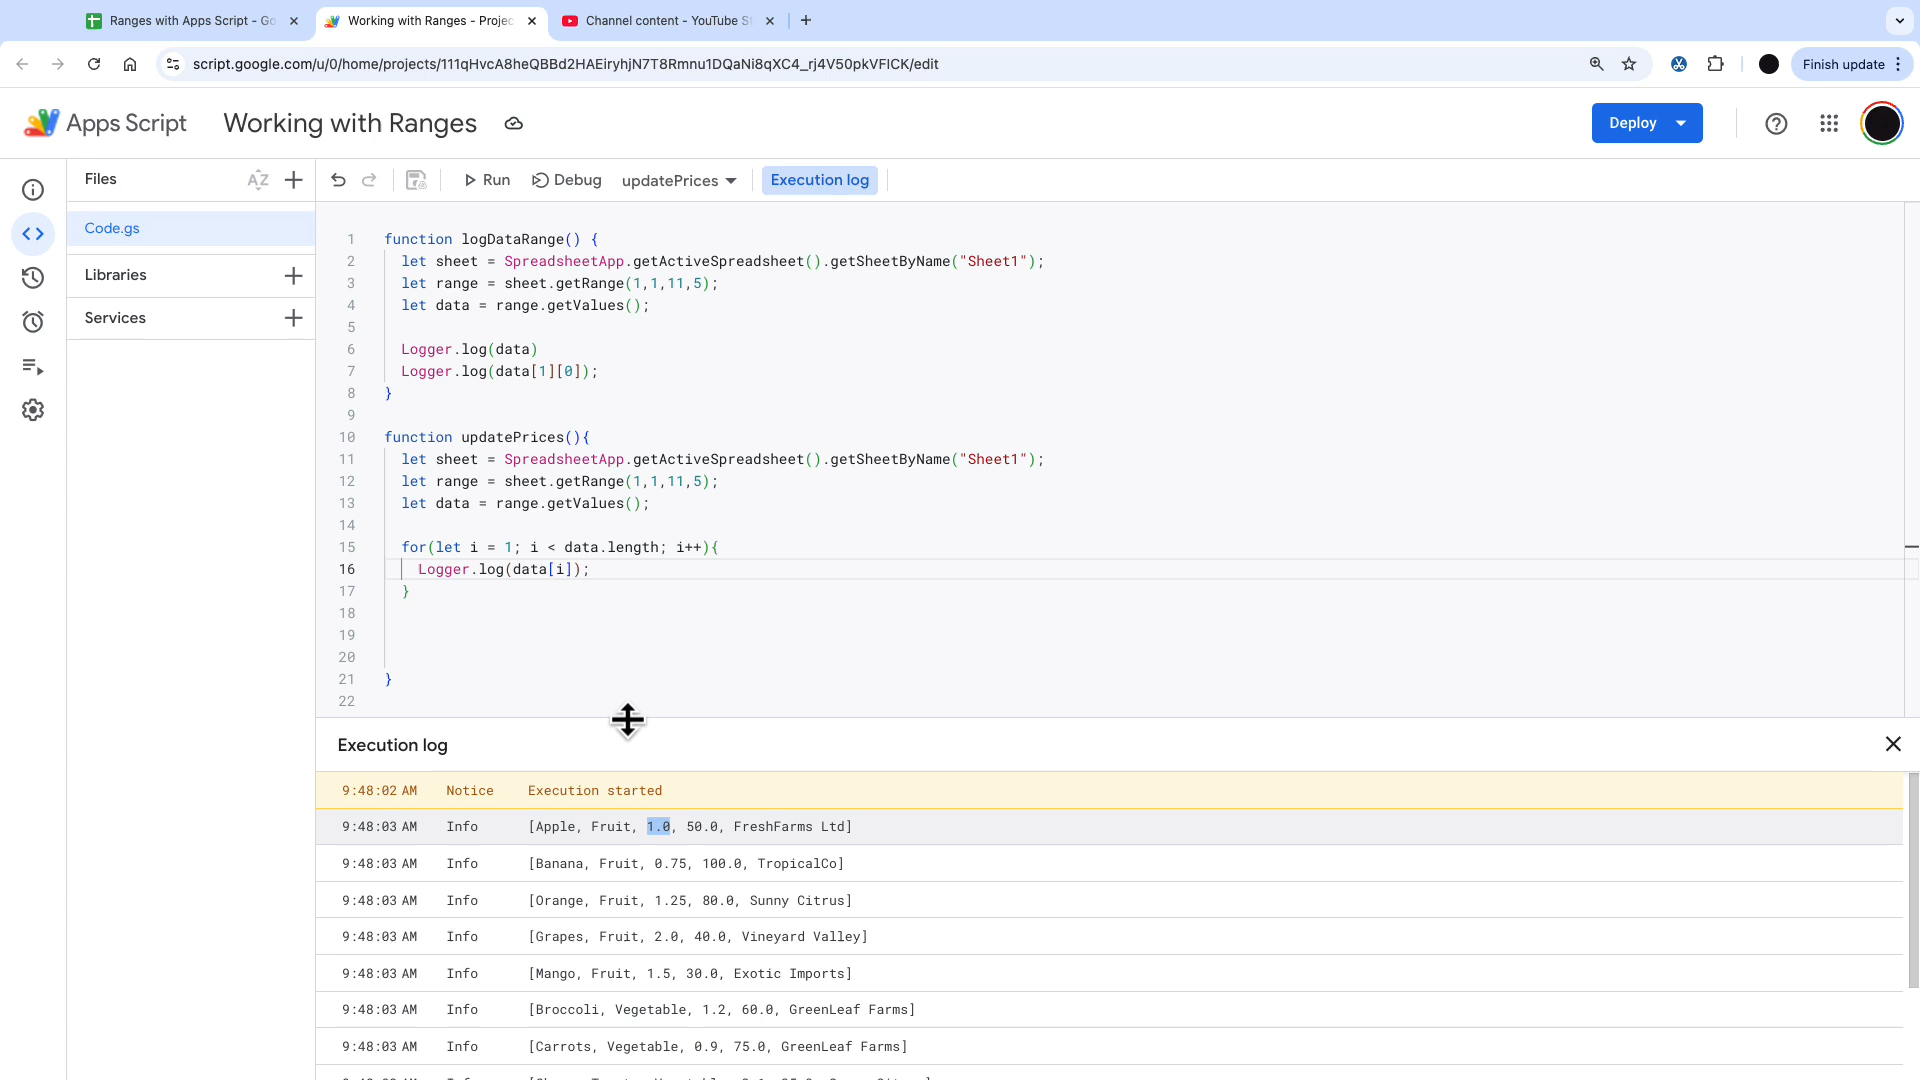 Ranges with Apps Script - Go
Working with Ranges - Projec
Channel content - YouTube S
script.google.com/u/0/home/projects/111qHvcA8heQBBd2HAEiryhjN7T8Rmnu1DQaNi8qXC4_rj4V50pkVFlCK/edit
Finish update
Apps Script
Working with Ranges
Deploy
Files
AZ
Run
Debug
updatePrices
Execution log
Code.gs
Libraries
Services
1 function logDataRange() {
2 let sheet = SpreadsheetApp.getActiveSpreadsheet().getSheetByName("Sheet1");
3 let range = sheet.getRange(1,1,11,5);
4 let data = range.getValues();
5
6 Logger.log(data)
7 Logger.log(data[1][0]);
8 }
9
10 function updatePrices(){
11 let sheet = SpreadsheetApp.getActiveSpreadsheet().getSheetByName("Sheet1");
12 let range = sheet.getRange(1,1,11,5);
13 let data = range.getValues();
14
15 for(let i = 1; i < data.length; i++){
16 Logger.log(data[i]);
17 }
18
19
20
21 }
22
Execution log
9:48:02 AM Notice Execution started
9:48:03 AM Info [Apple, Fruit, 1.0, 50.0, FreshFarms Ltd]
9:48:03 AM Info [Banana, Fruit, 0.75, 100.0, TropicalCo]
9:48:03 AM Info [Orange, Fruit, 1.25, 80.0, Sunny Citrus]
9:48:03 AM Info [Grapes, Fruit, 2.0, 40.0, Vineyard Valley]
9:48:03 AM Info [Mango, Fruit, 1.5, 30.0, Exotic Imports]
9:48:03 AM Info [Broccoli, Vegetable, 1.2, 60.0, GreenLeaf Farms]
9:48:03 AM Info [Carrots, Vegetable, 0.9, 75.0, GreenLeaf Farms]